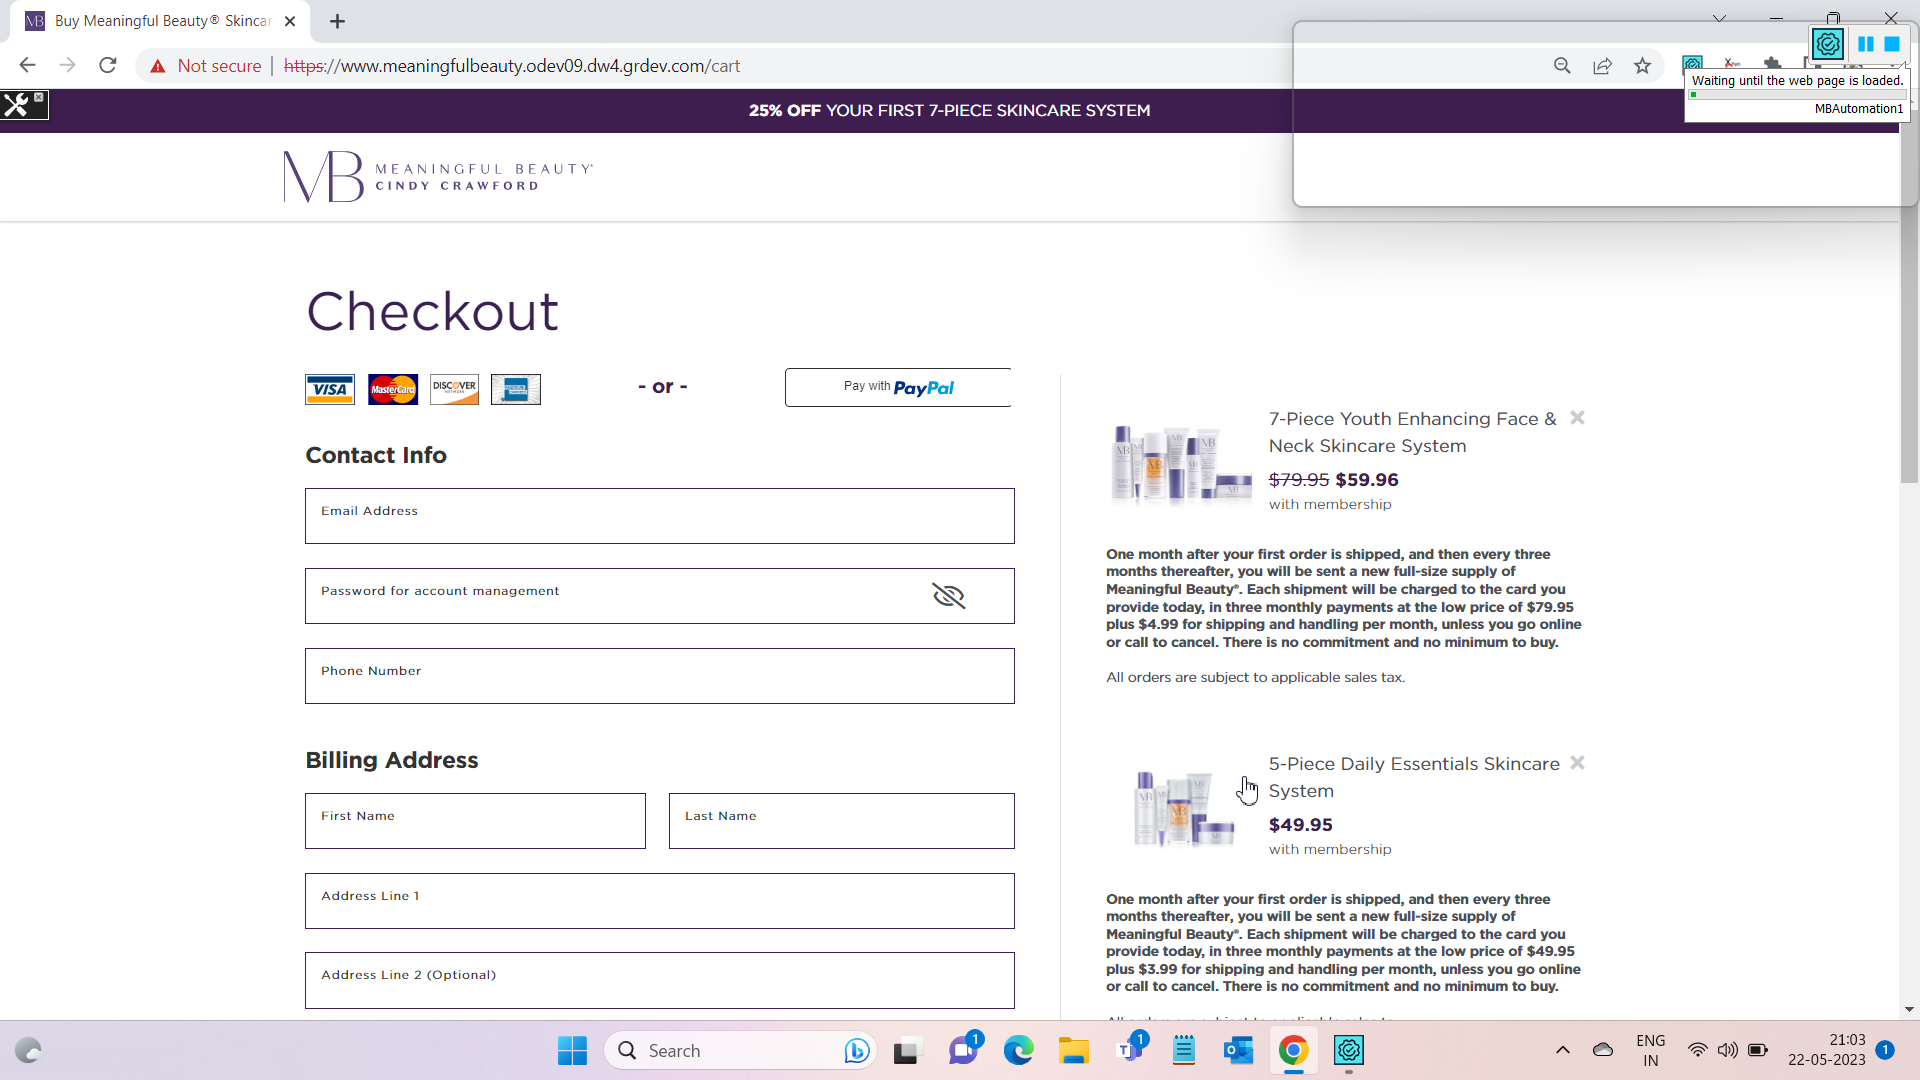 Buy Meaningful Beauty® Skincar
Not secure
https://www.meaningfulbeauty.odev09.dw4.grdev.com/cart
Waiting until the web page is loaded.
MBAutomation1
25% OFF YOUR FIRST 7-PIECE SKINCARE SYSTEM
MB MEANINGFUL BEAUTY®
CINDY CRAWFORD
Checkout
VISA
MasterCard
DISCOVER
- or -
Pay with PayPal
Contact Info
Email Address
Password for account management
Phone Number
Billing Address
First Name
Last Name
Address Line 1
Address Line 2 (Optional)
7-Piece Youth Enhancing Face &
Neck Skincare System
$79.95 $59.96
with membership
One month after your first order is shipped, and then every three
months thereafter, you will be sent a new full-size supply of
Meaningful Beauty®. Each shipment will be charged to the card you
provide today, in three monthly payments at the low price of $79.95
plus $4.99 for shipping and handling per month, unless you go online
or call to cancel. There is no commitment and no minimum to buy.
All orders are subject to applicable sales tax.
5-Piece Daily Essentials Skincare
System
$49.95
with membership
One month after your first order is shipped, and then every three
months thereafter, you will be sent a new full-size supply of
Meaningful Beauty®. Each shipment will be charged to the card you
provide today, in three monthly payments at the low price of $49.95
plus $3.99 for shipping and handling per month, unless you go online
or call to cancel. There is no commitment and no minimum to buy.
Search
1
1
ENG
IN
21:03
22-05-2023
1